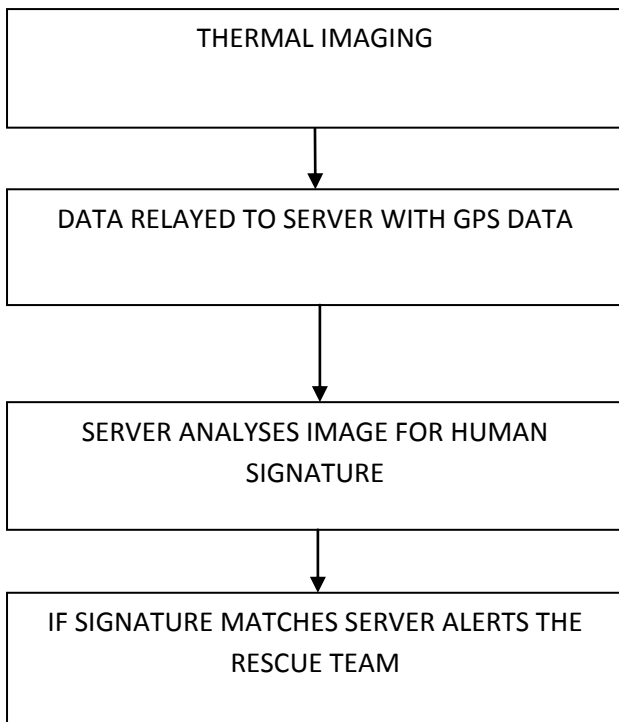 THERMAL IMAGING
DATA RELAYED TO SERVER WITH GPS DATA
SERVER ANALYSES IMAGE FOR HUMAN
SIGNATURE
IF SIGNATURE MATCHES SERVER ALERTS THE
RESCUE TEAM